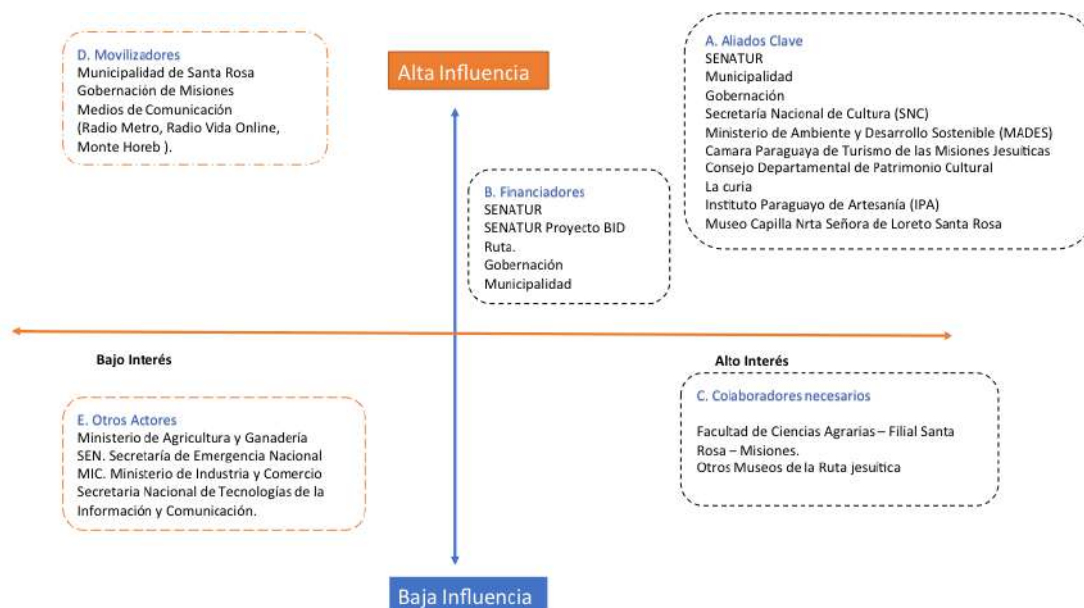 D. Movilizadores
Municipalidad de Santa Rosa
Gobernación de Misiones
Medios de Comunicación
(Radio Metro, Radio Vida Online,
Monte Horeb ).
Alta Influencia
A. Aliados Clave
SENATUR
Municipalidad
Gobernación
Secretaría Nacional de Cultura (SNC)
Ministerio de Ambiente y Desarrollo Sostenible (MADES)
Camara Paraguaya de Turismo de las Misiones Jesuíticas
Consejo Departamental de Patrimonio Cultural
La curia
Instituto Paraguayo de Artesanía (IPA)
Museo Capilla Nrta Señora de Loreto Santa Rosa
B. Financiadores
SENATUR
SENATUR Proyecto BID
Ruta.
Gobernación
Municipalidad
Bajo Interés
Alto Interés
E. Otros Actores
Ministerio de Agricultura y Ganadería
SEN. Secretaría de Emergencia Nacional
MIC. Ministerio de Industria y Comercio
Secretaria Nacional de Tecnologías de la
Información y Comunicación.
C. Colaboradores necesarios
Facultad de Ciencias Agrarias – Filial Santa
Rosa – Misiones.
Otros Museos de la Ruta jesuítica
Baja Influencia